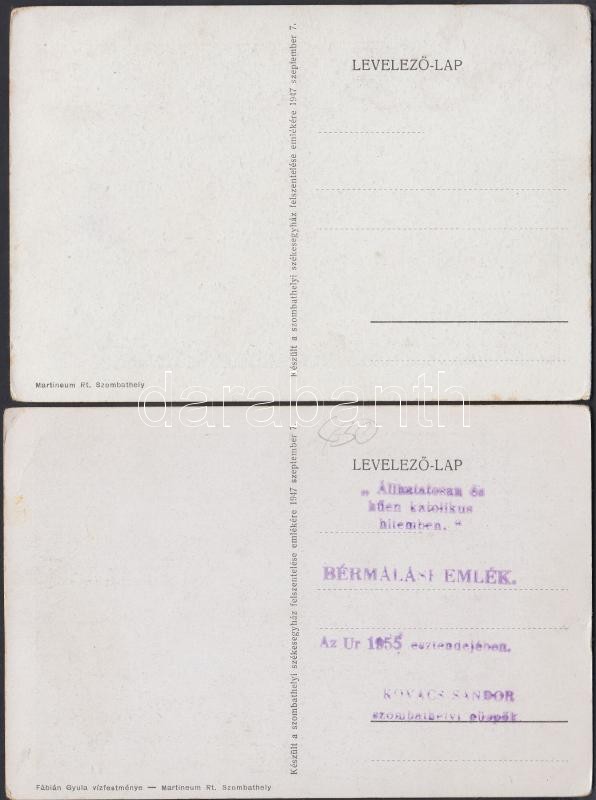 LEVELEZŐ-LAP
Készült a szombathelyi székesegyház felszentelése emlékére 1947 szeptember 7.
Martineum Rt. Szombathely
darabanth
LEVELEZŐ-LAP
„ Állhatatosan és
hűen katolikus
hitemben. "
BÉRMÁLÁSI EMLÉK.
Az Ur 1955 esztendejében.
KOVÁCS SÁNDOR
szombathelyi püspök
Készült a szombathelyi székesegyház felszentelése emlékére 1947 szeptember 7.
Fábián Gyula vízfestménye — Martineum Rt. Szombathely